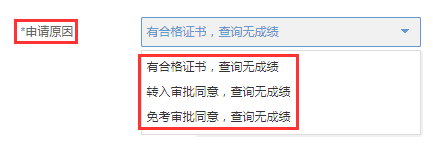 *申请原因 有合格证书，查询无成绩
有合格证书，查询无成绩
转入审批同意，查询无成绩
免考审批同意，查询无成绩